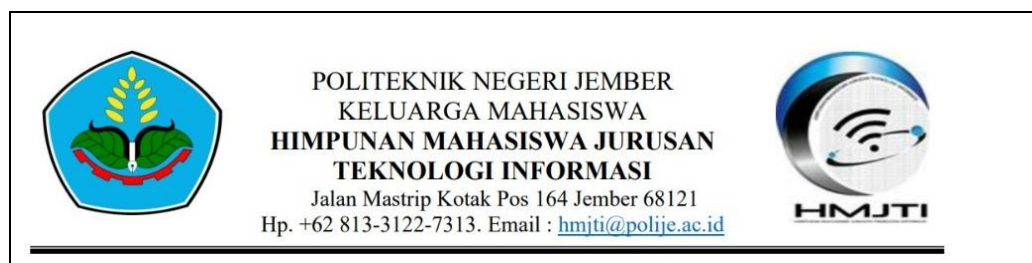 POLITEKNIK NEGERI JEMBER
KELUARGA MAHASISWA
HIMPUNAN MAHASISWA JURUSAN
TEKNOLOGI INFORMASI
Jalan Mastrip Kotak Pos 164 Jember 68121
Hp. +62 813-3122-7313. Email : hmjti@polije.ac.id
HMJTI